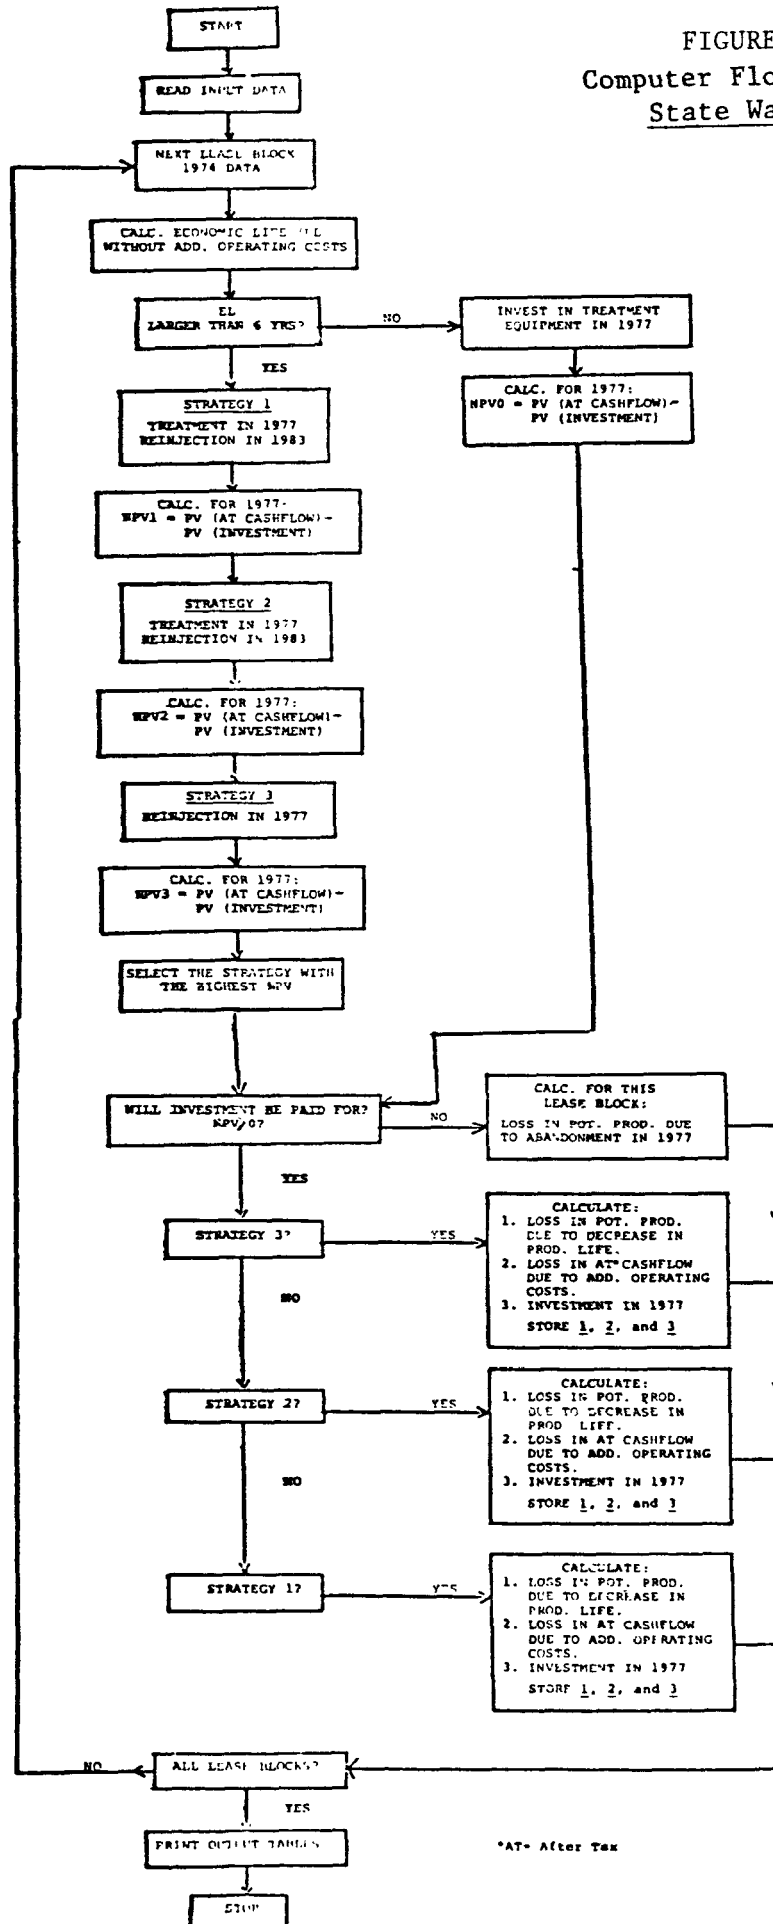 START
FIGURE
Computer Flo
State Wa
READ INPUT DATA
NEXT LEASE BLOCK
1974 DATA
CALC. ECONOMIC LIFE
WITHOUT ADD. OPERATING COSTS
EL
LARGER THAN 6 YRS?
NO
INVEST IN TREATMENT
EQUIPMENT IN 1977
YES
CALC. FOR 1977:
NPV0 = PV (AT CASHFLOW)-
PV (INVESTMENT)
STRATEGY 1
TREATMENT IN 1977
REINJECTION IN 1983
CALC. FOR 1977:
NPV1 = PV (AT CASHFLOW)-
PV (INVESTMENT)
STRATEGY 2
TREATMENT IN 1977
REINJECTION IN 1983
CALC. FOR 1977:
NPV2 = PV (AT CASHFLOW)-
PV (INVESTMENT)
STRATEGY 3
REINJECTION IN 1977
CALC. FOR 1977:
NPV3 = PV (AT CASHFLOW)-
PV (INVESTMENT)
SELECT THE STRATEGY WITH
THE HIGHEST NPV
WILL INVESTMENT BE PAID FOR?
NPV>0?
NO
CALC. FOR THIS
LEASE BLOCK:
LOSS IN POT. PROD. DUE
TO ABANDONMENT IN 1977
YES
STRATEGY 3?
YES
CALCULATE:
1. LOSS IN POT. PROD.
DUE TO DECREASE IN
PROD. LIFE.
2. LOSS IN AT* CASHFLOW
DUE TO ADD. OPERATING
COSTS.
3. INVESTMENT IN 1977
STORE 1, 2, and 3
NO
STRATEGY 2?
YES
CALCULATE:
1. LOSS IN POT. PROD.
DUE TO DECREASE IN
PROD. LIFE.
2. LOSS IN AT CASHFLOW
DUE TO ADD. OPERATING
COSTS.
3. INVESTMENT IN 1977
STORE 1, 2, and 3
NO
STRATEGY 1?
YES
CALCULATE:
1. LOSS IN POT. PROD.
DUE TO DECREASE IN
PROD. LIFE.
2. LOSS IN AT CASHFLOW
DUE TO ADD. OPERATING
COSTS.
3. INVESTMENT IN 1977
STORE 1, 2, and 3
NO
ALL LEASE BLOCKS?
YES
PRINT OUTPUT TABLES
*AT- After Tax
STOP